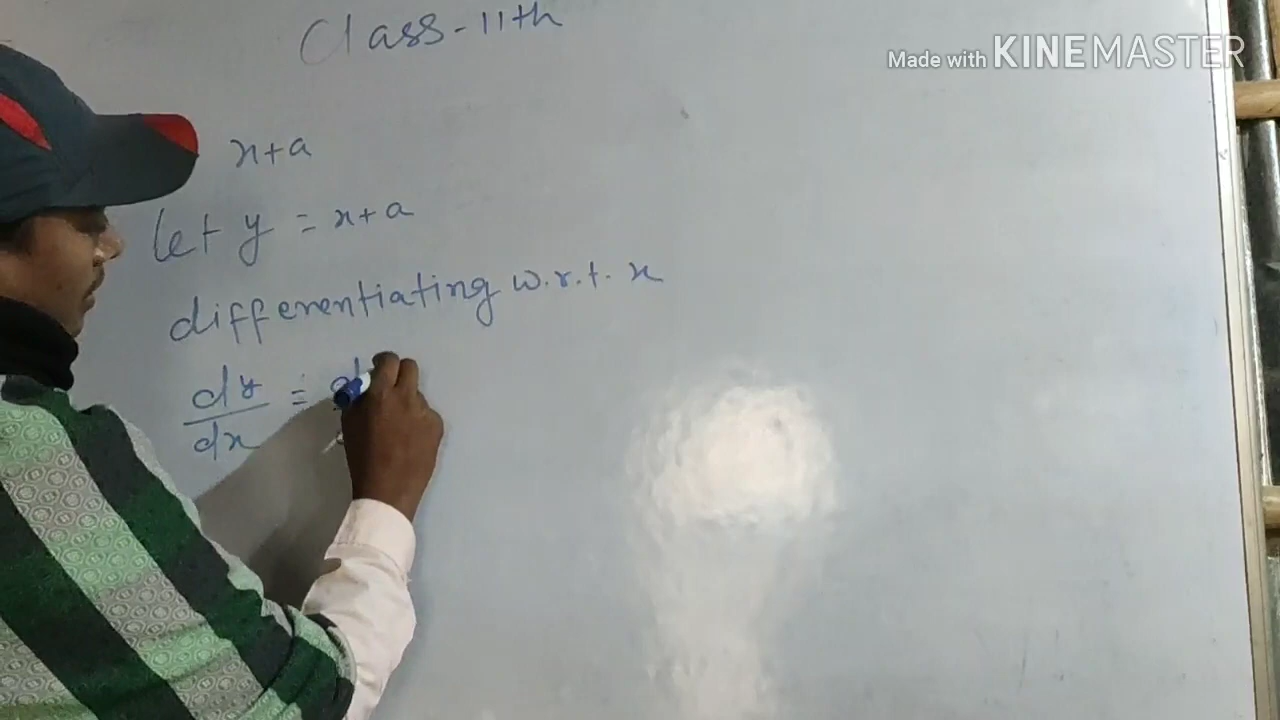 Class-11th
Made with KINEMASTER
x+a
let y = x+a
differentiating w.r.t. x
dy/dx = d